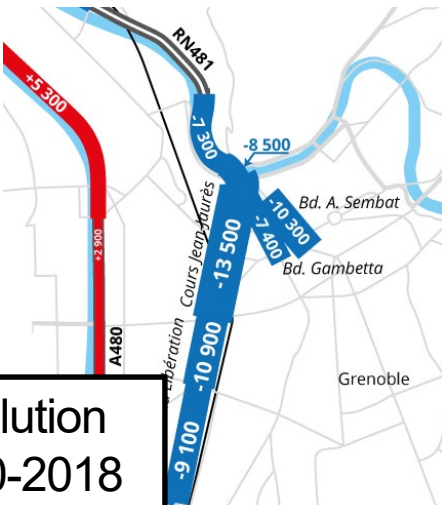 RN481
+5 300
-7 300
-8 500
Bd. A. Sembat
-10 300
-7 400
Cours Jean Jaurès
-13 500
+2 900
Bd. Gambetta
A480
Libération
-10 900
Grenoble
lution
-2018
-9 100